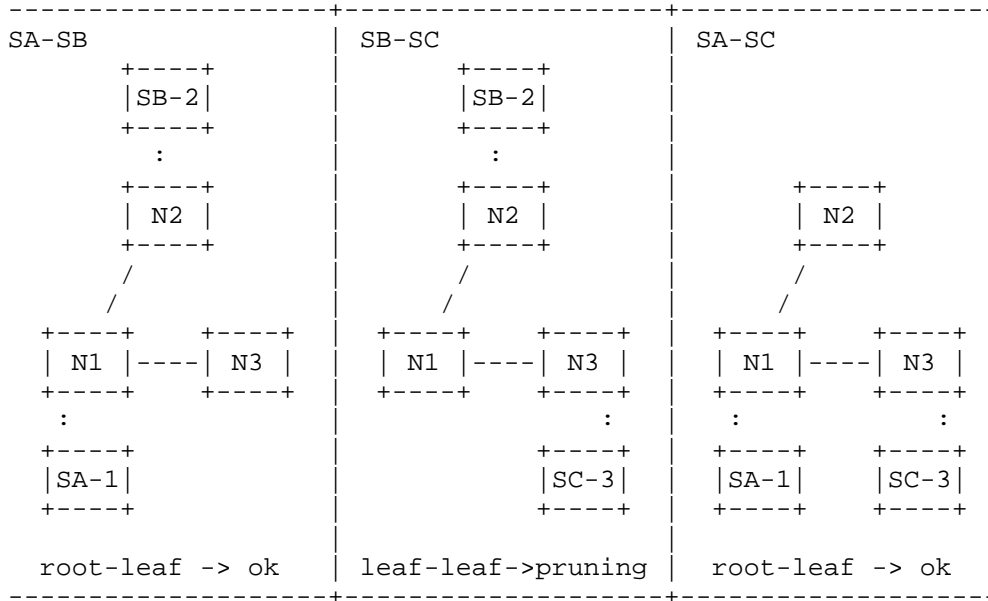 ---------------------+---------------------+--------------------
SA-SB                | SB-SC               | SA-SC
       +----+        |       +----+        |
       |SB-2|        |       |SB-2|        |
       +----+        |       +----+        |
         :           |         :           |
       +----+        |       +----+        |       +----+
       | N2 |        |       | N2 |        |       | N2 |
       +----+        |       +----+        |       +----+
       /             |       /             |       /
      /              |      /              |      /
  +----+    +----+   |  +----+    +----+   |  +----+    +----+
  | N1 |----| N3 |   |  | N1 |----| N3 |   |  | N1 |----| N3 |
  +----+    +----+   |  +----+    +----+   |  +----+    +----+
   :                 |                :    |   :                :
  +----+             |            +----+   |  +----+    +----+
  |SA-1|             |            |SC-3|   |  |SA-1|    |SC-3|
  +----+             |            +----+   |  +----+    +----+
                     |                     |
  root-leaf -> ok    | leaf-leaf->pruning  |  root-leaf -> ok
---------------------+---------------------+--------------------